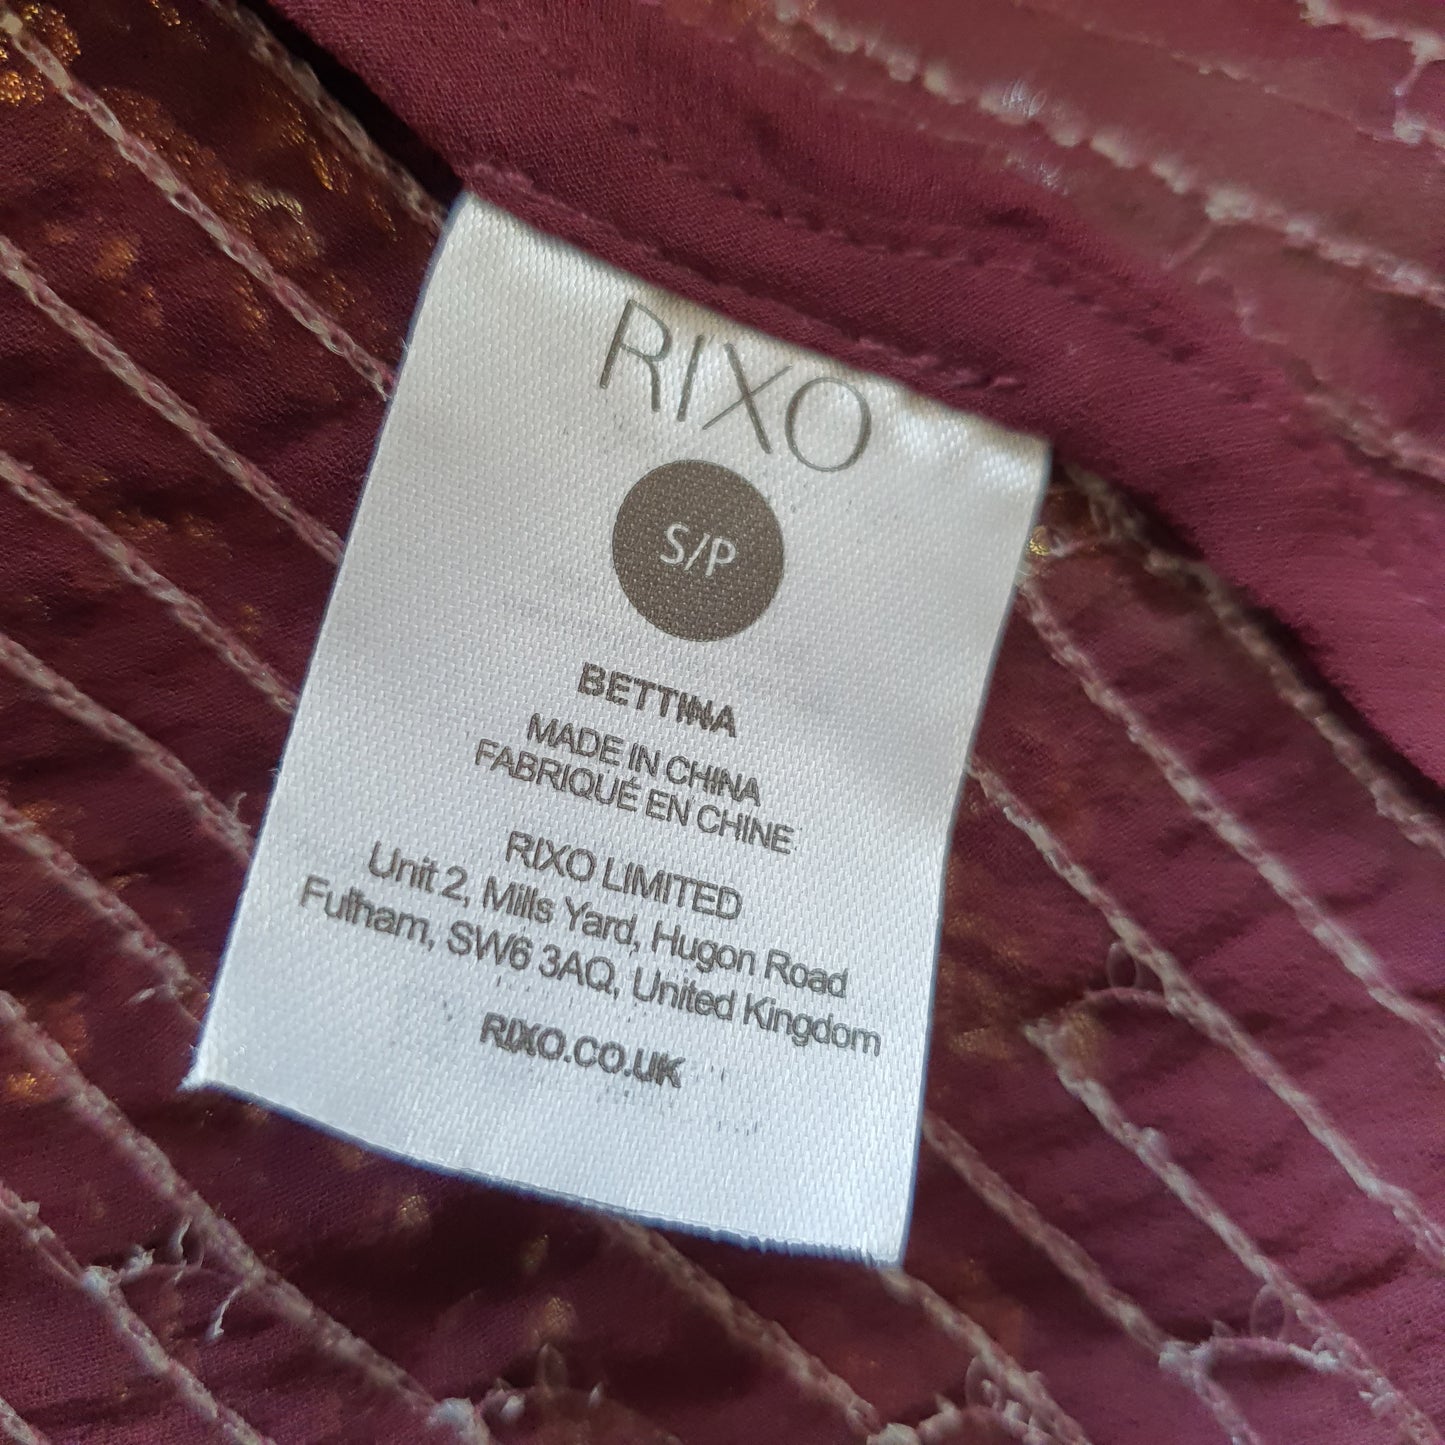 RIXO
S/P
BETTINA
MADE IN CHINA
FABRIQUÉ EN CHINE
RIXO LIMITED
Unit 2, Mills Yard, Hugon Road
Fulham, SW6 3AQ, United Kingdom
RIXO.CO.UK